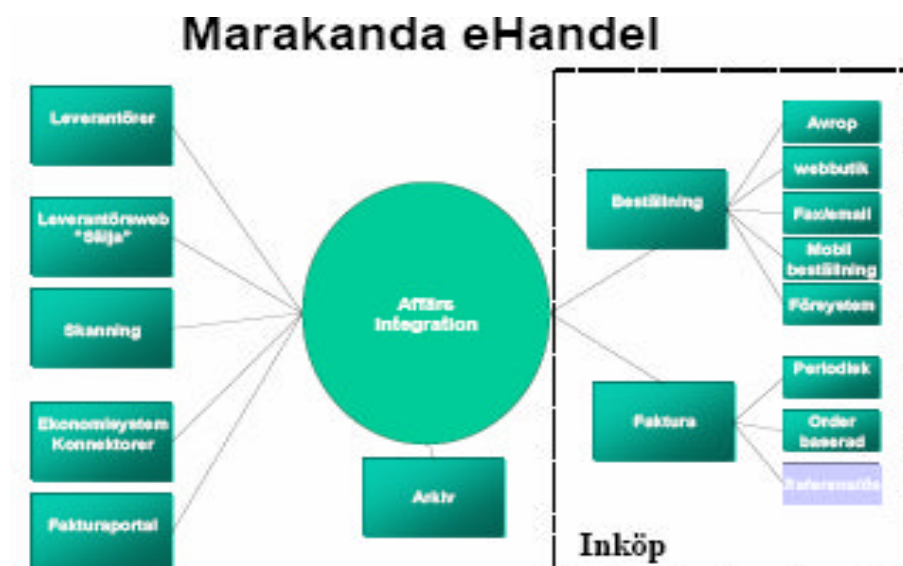 Marakanda eHandel
Leverantörer
Leverantörsweb
"Sälja"
Skanning
Ekonomisystem
Konnektorer
Fakturaportal
Affärs
Integration
Arkiv
Beställning
Avrop
webbutik
Fax/email
Mobil
beställning
Försystem
Faktura
Periodisk
Order
baserad
Inköp